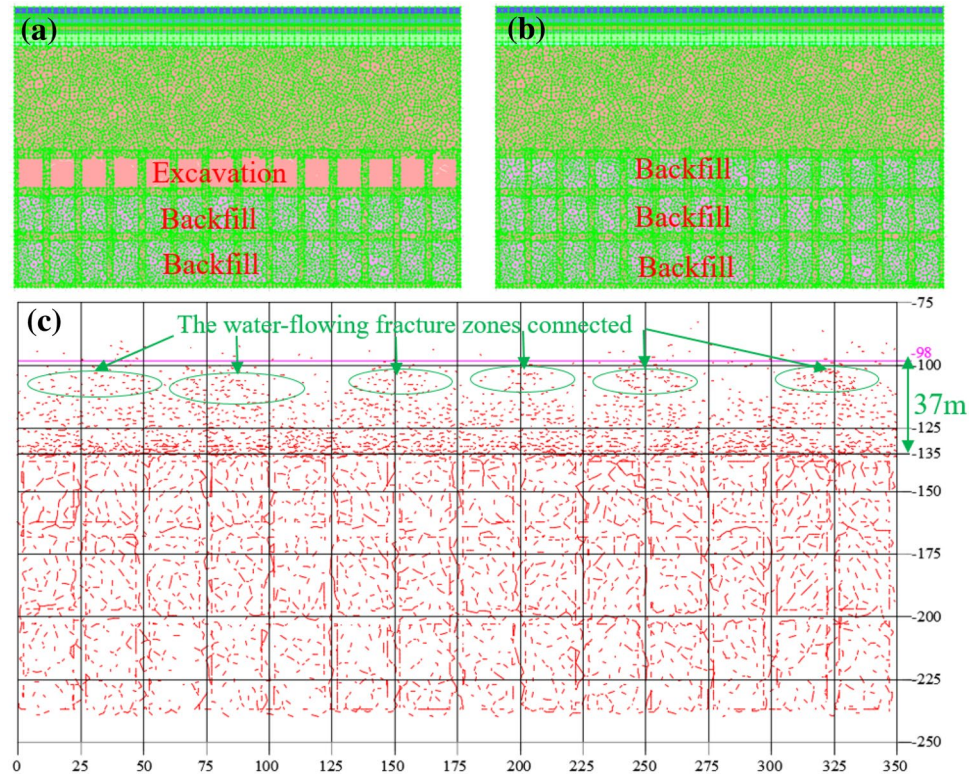 (a)
Excavation
Backfill
Backfill
(b)
Backfill
Backfill
Backfill
(c)
The water-flowing fracture zones connected
-75
-98
-100
37m
-125
-135
-150
-175
-200
-225
-250
0 25 50 75 100 125 150 175 200 225 250 275 300 325 350